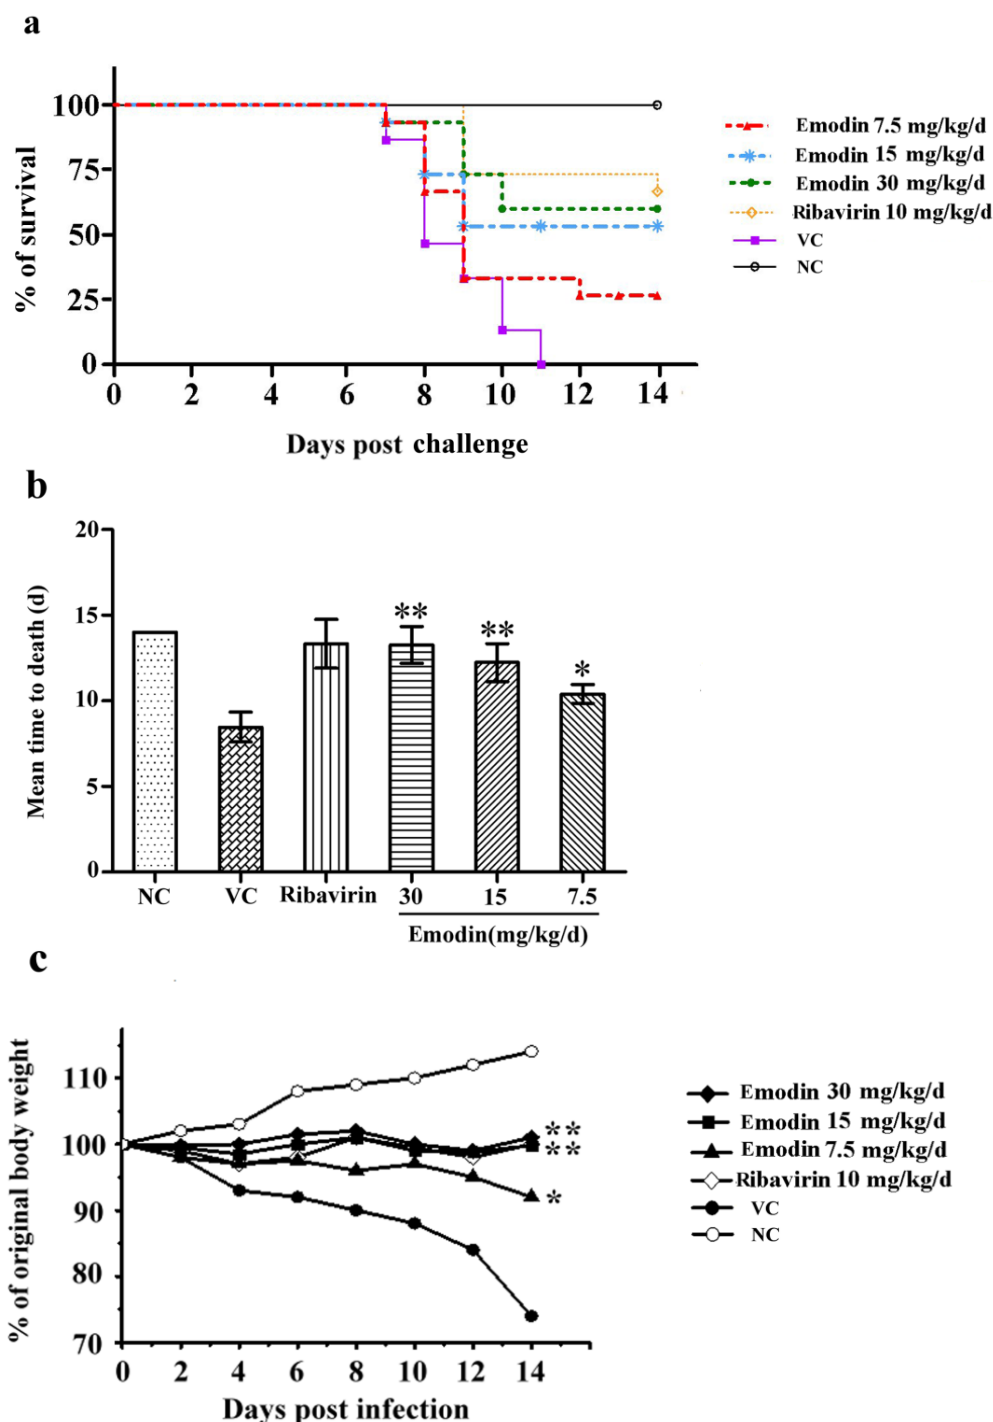 a
% of survival
100
75
50
25
0
0 2 4 6 8 10 12 14
Days post challenge
Emodin 7.5 mg/kg/d
Emodin 15 mg/kg/d
Emodin 30 mg/kg/d
Ribavirin 10 mg/kg/d
VC
NC
b
Mean time to death (d)
20
15
10
5
0
** ** *
NC VC Ribavirin 30 15 7.5
Emodin(mg/kg/d)
c
% of original body weight
110
100
90
80
70
0 2 4 6 8 10 12 14
Days post infection
**
**
*
Emodin 30 mg/kg/d
Emodin 15 mg/kg/d
Emodin 7.5 mg/kg/d
Ribavirin 10 mg/kg/d
VC
NC